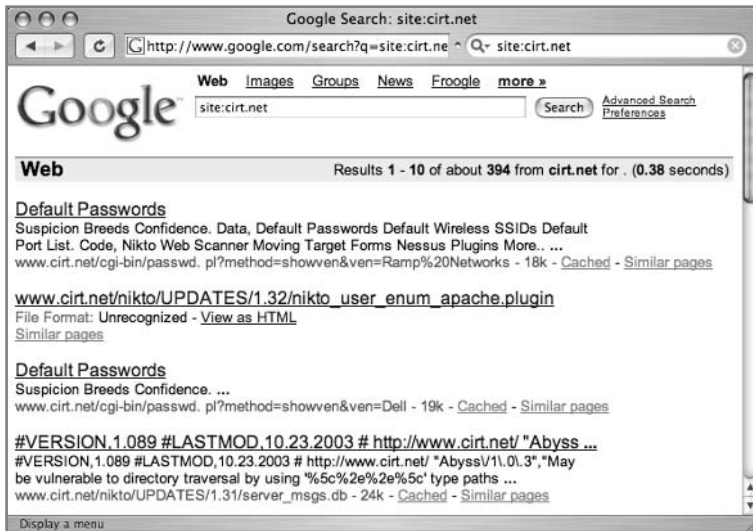 Google Search: site:cirt.net
http://www.google.com/search?q=site:cirt.ne site:cirt.net
Web Images Groups News Froogle more »
Google™
site:cirt.net Search Advanced Search
Preferences
Web Results 1 - 10 of about 394 from cirt.net for . (0.38 seconds)
Default Passwords
Suspicion Breeds Confidence. Data, Default Passwords Default Wireless SSIDs Default
Port List. Code, Nikto Web Scanner Moving Target Forms Nessus Plugins More.. ...
www.cirt.net/cgi-bin/passwd. pl?method=showven&ven=Ramp%20Networks - 18k - Cached - Similar pages
www.cirt.net/nikto/UPDATES/1.32/nikto_user_enum_apache.plugin
File Format: Unrecognized - View as HTML
Similar pages
Default Passwords
Suspicion Breeds Confidence. ...
www.cirt.net/cgi-bin/passwd. pl?method=showven&ven=Dell - 19k - Cached - Similar pages
#VERSION,1.089 #LASTMOD,10.23.2003 # http://www.cirt.net/ "Abyss ...
#VERSION,1.089 #LASTMOD,10.23.2003 # http://www.cirt.net/ "Abyss\/1\.0\.3","May
be vulnerable to directory traversal by using '%5c%2e%2e%5c' type paths ...
www.cirt.net/nikto/UPDATES/1.31/server_msgs.db - 24k - Cached - Similar pages
Display a menu